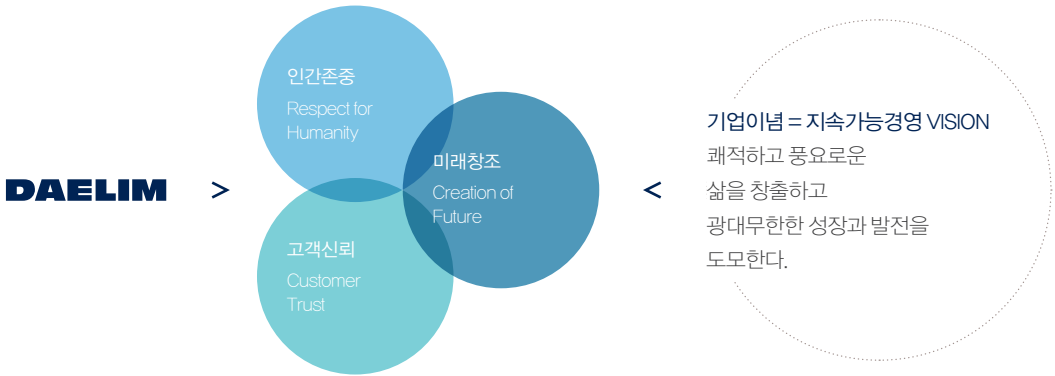 DAELIM
>
인간존중
Respect for
Humanity
미래창조
Creation of
Future
고객신뢰
Customer
Trust
<
기업이념 = 지속가능경영 VISION
쾌적하고 풍요로운
삶을 창출하고
광대무한한 성장과 발전을
도모한다.